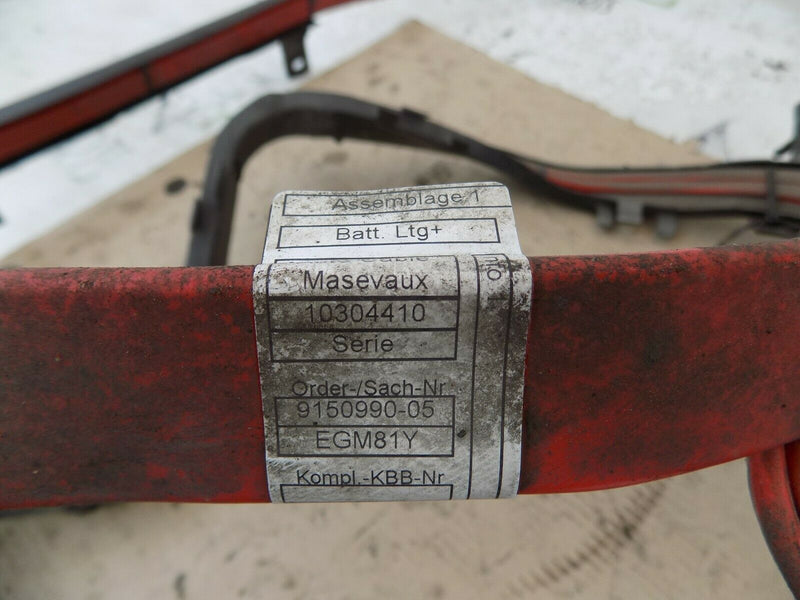 Assemblage 1
Batt. Ltg+
Masevaux
10304410
Serie
Order-/Sach-Nr
9150990-05
EGM81Y
Kompl.-KBB-Nr